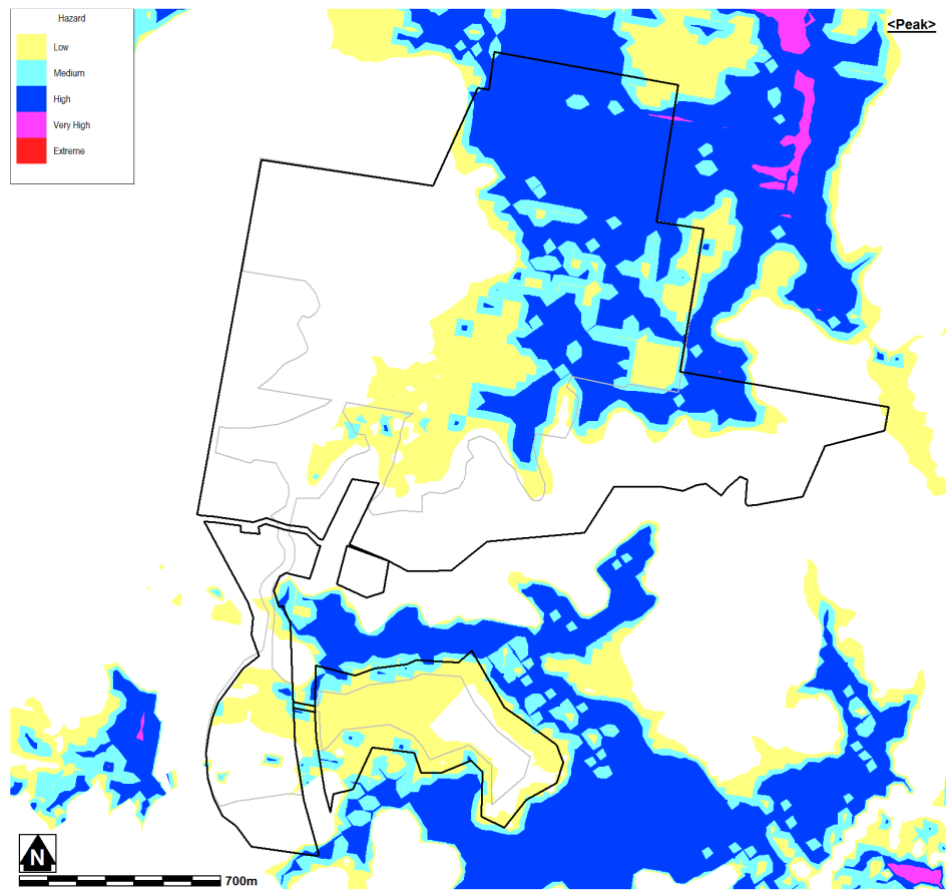 Hazard
Low
Medium
High
Very High
Extreme
<Peak>
N
700m